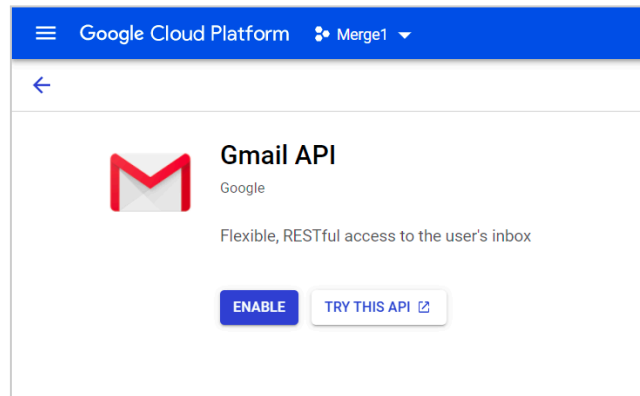 Google Cloud Platform Merge1
Gmail API
Google
Flexible, RESTful access to the user's inbox
ENABLE TRY THIS API